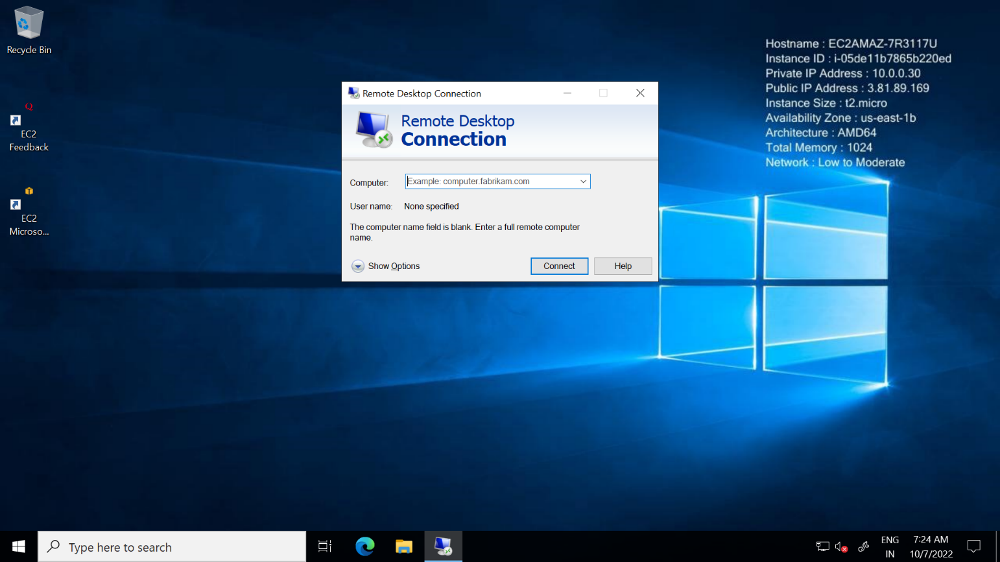 Recycle Bin
Q
EC2
Feedback
EC2
Microso...
Hostname : EC2AMAZ-7R3117U
Instance ID : i-05de11b7865b220ed
Private IP Address : 10.0.0.30
Public IP Address : 3.81.89.169
Instance Size : t2.micro
Availability Zone : us-east-1b
Architecture : AMD64
Total Memory : 1024
Network : Low to Moderate
Remote Desktop Connection
Remote Desktop
Connection
Computer: Example: computer.fabrikam.com
User name: None specified
The computer name field is blank. Enter a full remote computer
name.
Show Options Connect Help
Type here to search
ENG
IN
7:24 AM
10/7/2022